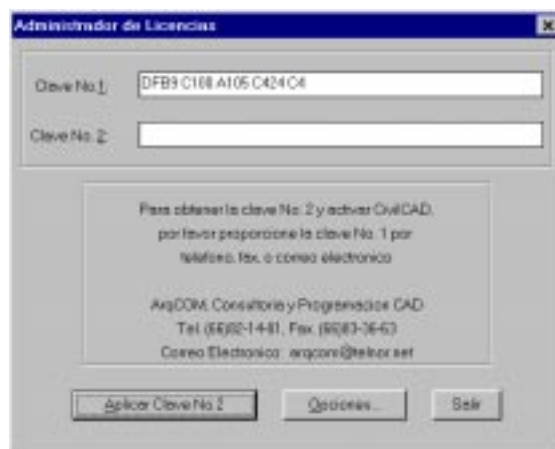 Administrador de Licencias
Clave No.1:
DFB9 C188 A105 C424 C4
Clave No. 2:
Para obtener la clave No. 2 y activar CivilCAD,
por favor proporcione la clave No. 1 por
telefono, fax, o correo electronico
ArqCOM, Consultoria y Programacion CAD
Tel. (66)82-14-81, Fax. (66)83-36-63
Correo Electronico: arqcom@telnor.net
Aplicar Clave No.2
Opciones...
Salir